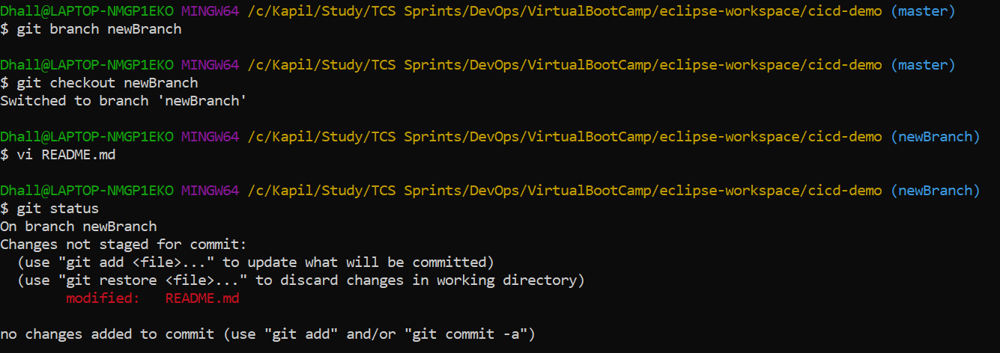 Dhall@LAPTOP-NMGP1EKO MINGW64 /c/Kapil/Study/TCS Sprints/DevOps/VirtualBootCamp/eclipse-workspace/cicd-demo (master)
$ git branch newBranch
Dhall@LAPTOP-NMGP1EKO MINGW64 /c/Kapil/Study/TCS Sprints/DevOps/VirtualBootCamp/eclipse-workspace/cicd-demo (master)
$ git checkout newBranch
Switched to branch 'newBranch'
Dhall@LAPTOP-NMGP1EKO MINGW64 /c/Kapil/Study/TCS Sprints/DevOps/VirtualBootCamp/eclipse-workspace/cicd-demo (newBranch)
$ vi README.md
Dhall@LAPTOP-NMGP1EKO MINGW64 /c/Kapil/Study/TCS Sprints/DevOps/VirtualBootCamp/eclipse-workspace/cicd-demo (newBranch)
$ git status
On branch newBranch
Changes not staged for commit:
  (use "git add <file>..." to update what will be committed)
  (use "git restore <file>..." to discard changes in working directory)
        modified:   README.md
no changes added to commit (use "git add" and/or "git commit -a")